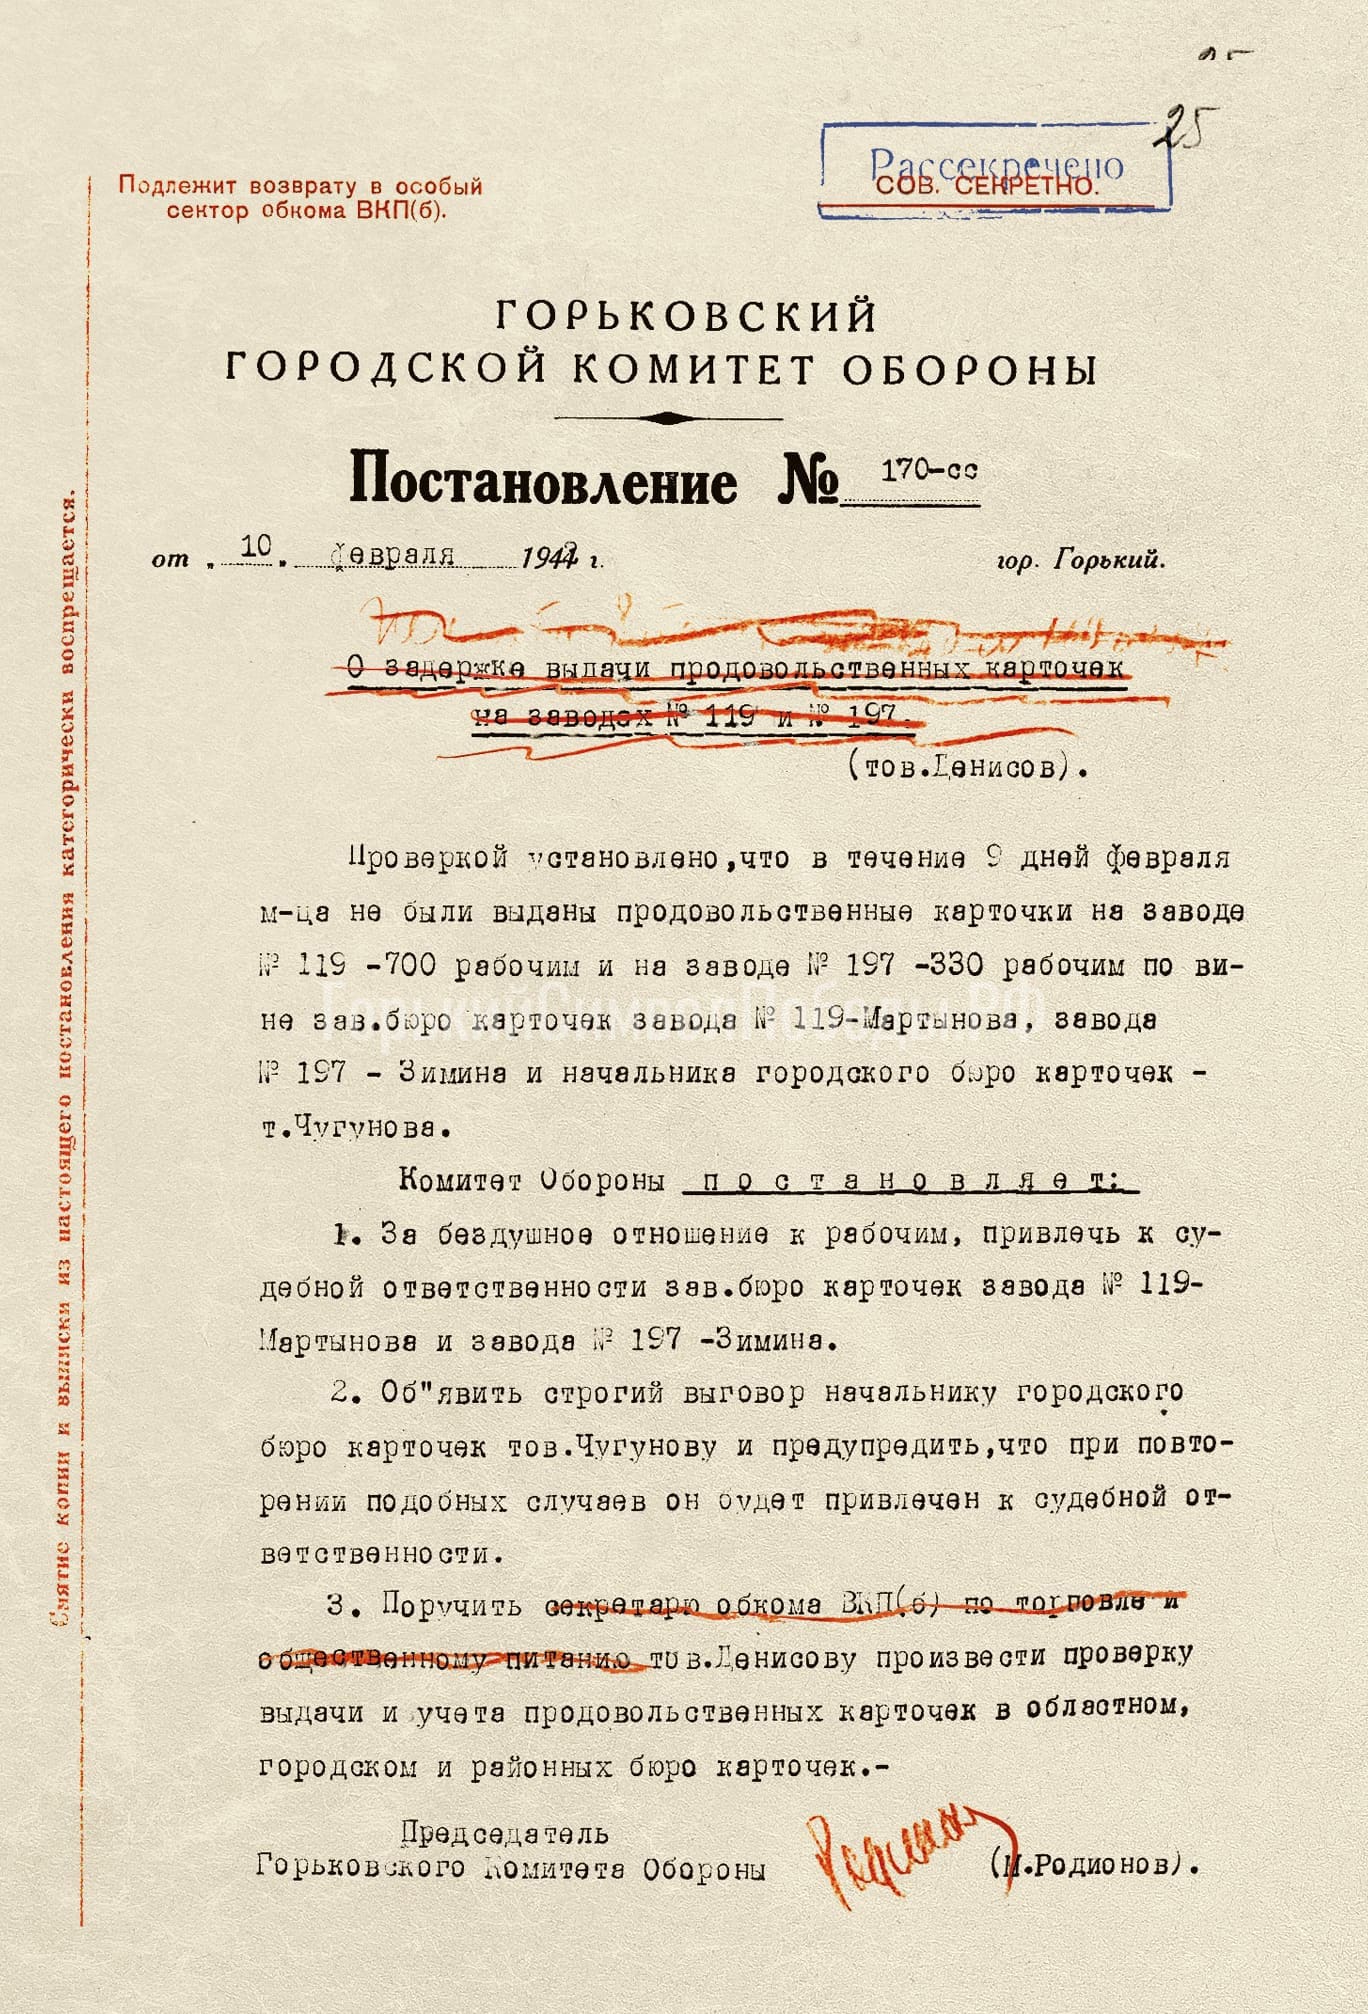 25
Рассекречено
СОВ. СЕКРЕТНО.
Подлежит возврату в особый
сектор обкома ВКП(б).
ГОРЬКОВСКИЙ
ГОРОДСКОЙ КОМИТЕТ ОБОРОНЫ
Постановление № 170-сс
от „10„ февраля 1942 г. гор. Горький.
О задержке выдачи продовольственных карточек
на заводах № 119 и № 197.
(тов.Денисов).
Проверкой установлено,что в течение 9 дней февраля
м-ца не были выданы продовольственные карточки на заводе
№ 119 -700 рабочим и на заводе № 197 -330 рабочим по ви-
не зав.бюро карточек завода № 119-Мартынова, завода
№ 197 - Зимина и начальника городского бюро карточек -
т.Чугунова.
Комитет Обороны п о с т а н о в л я е т:
1. За бездушное отношение к рабочим, привлечь к су-
дебной ответственности зав.бюро карточек завода № 119-
Мартынова и завода № 197 -Зимина.
2. Об"явить строгий выговор начальнику городского
бюро карточек тов.Чугунову и предупредить,что при повто-
рении подобных случаев он будет привлечен к судебной от-
ветственности.
3. Поручить секретарю обкома ВКП(б) по торговле и
общественному питанию тов.Денисову произвести проверку
выдачи и учета продовольственных карточек в областном,
городском и районных бюро карточек.-
Председатель
Горьковского Комитета Обороны Родионов (М.Родионов).
Снятие копии и выписки из настоящего постановления категорически воспрещается.
ГорькийСимволПобеды.РФ